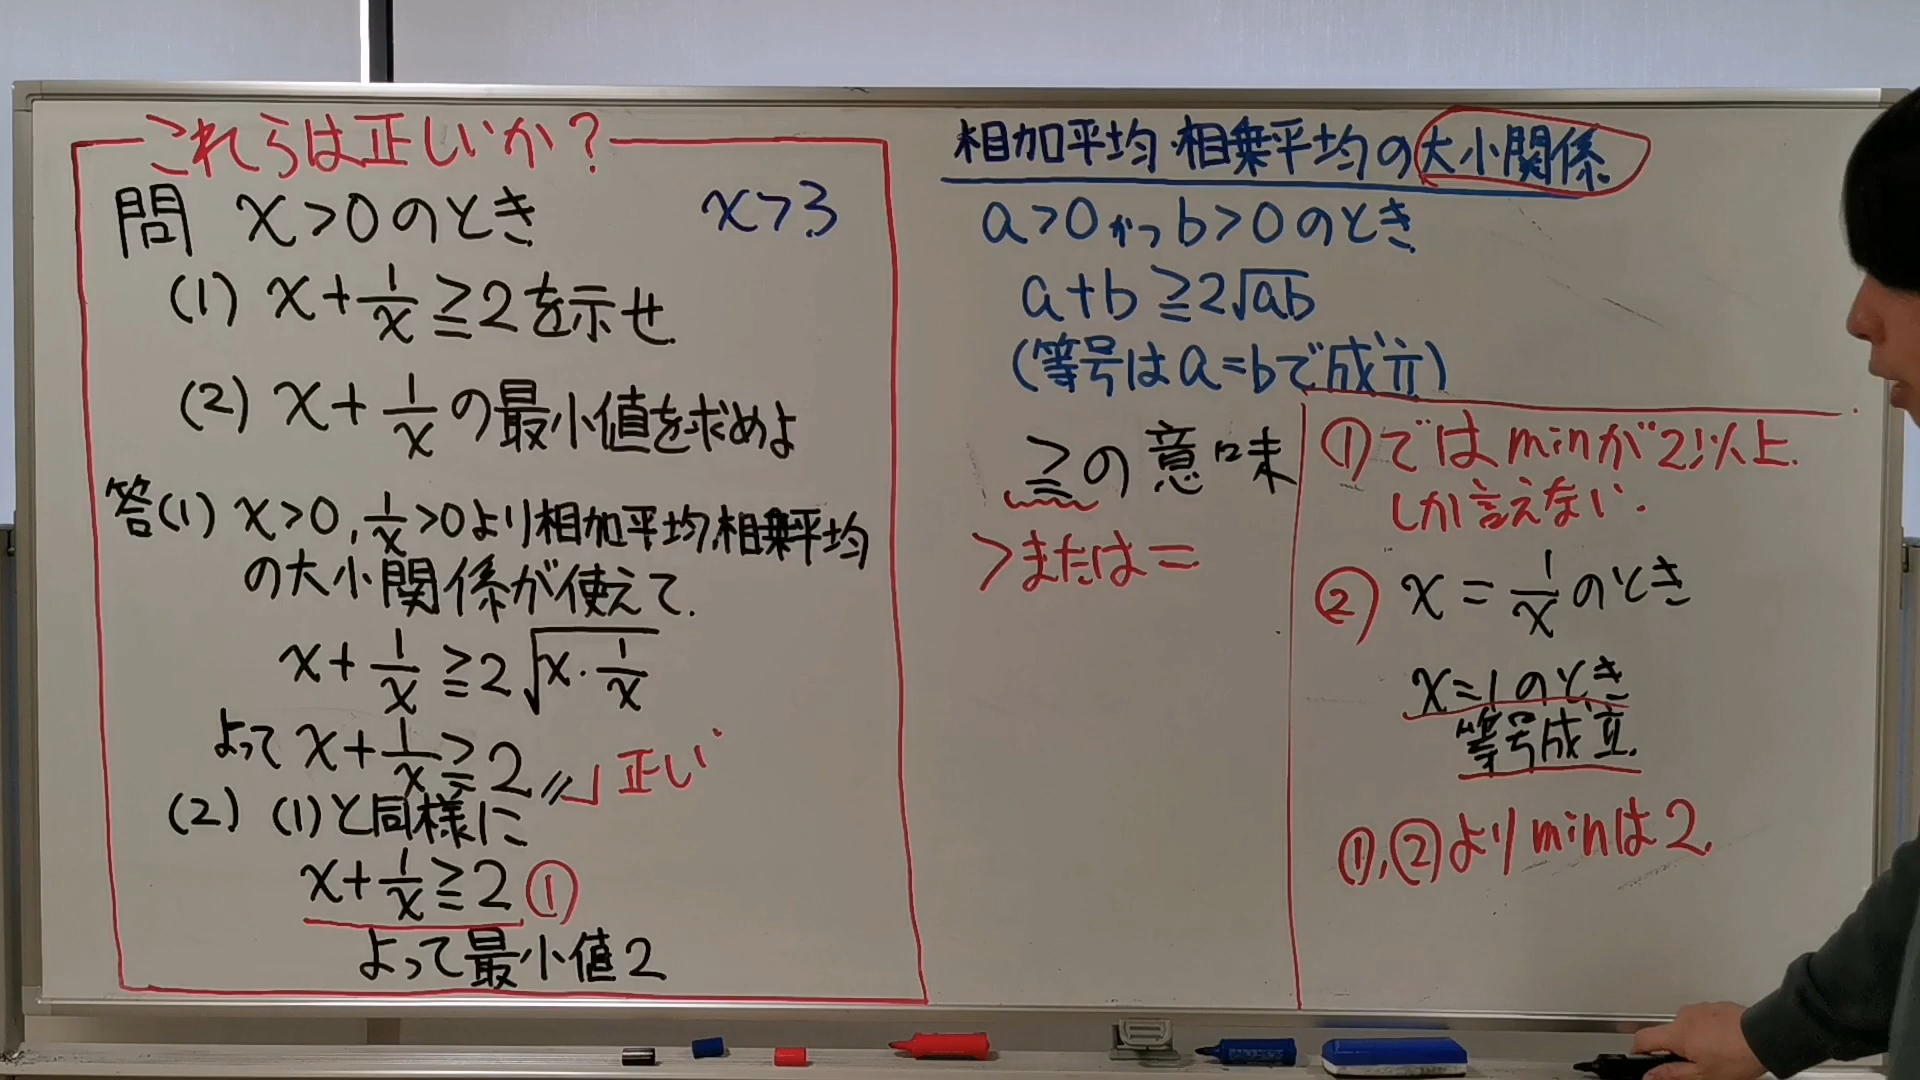 これらは正しいか?
問 x>0のとき x>3
(1) x+1/x≧2を示せ
(2) x+1/xの最小値を求めよ
答(1) x>0, 1/x>0より相加平均,相乗平均
の大小関係が使えて.
x+1/x≧2√x・1/x
よって x+1/x≧2 正しい
(2) (1)と同様に
x+1/x≧2 ①
よって最小値2
相加平均・相乗平均の大小関係.
a>0かつb>0のとき
a+b≧2√ab
(等号はa=bで成立)
≧の意味
>または=
①ではminが2以上
しか言えない.
② x=1/xのとき
x=1のとき
等号成立.
①,②よりminは2.